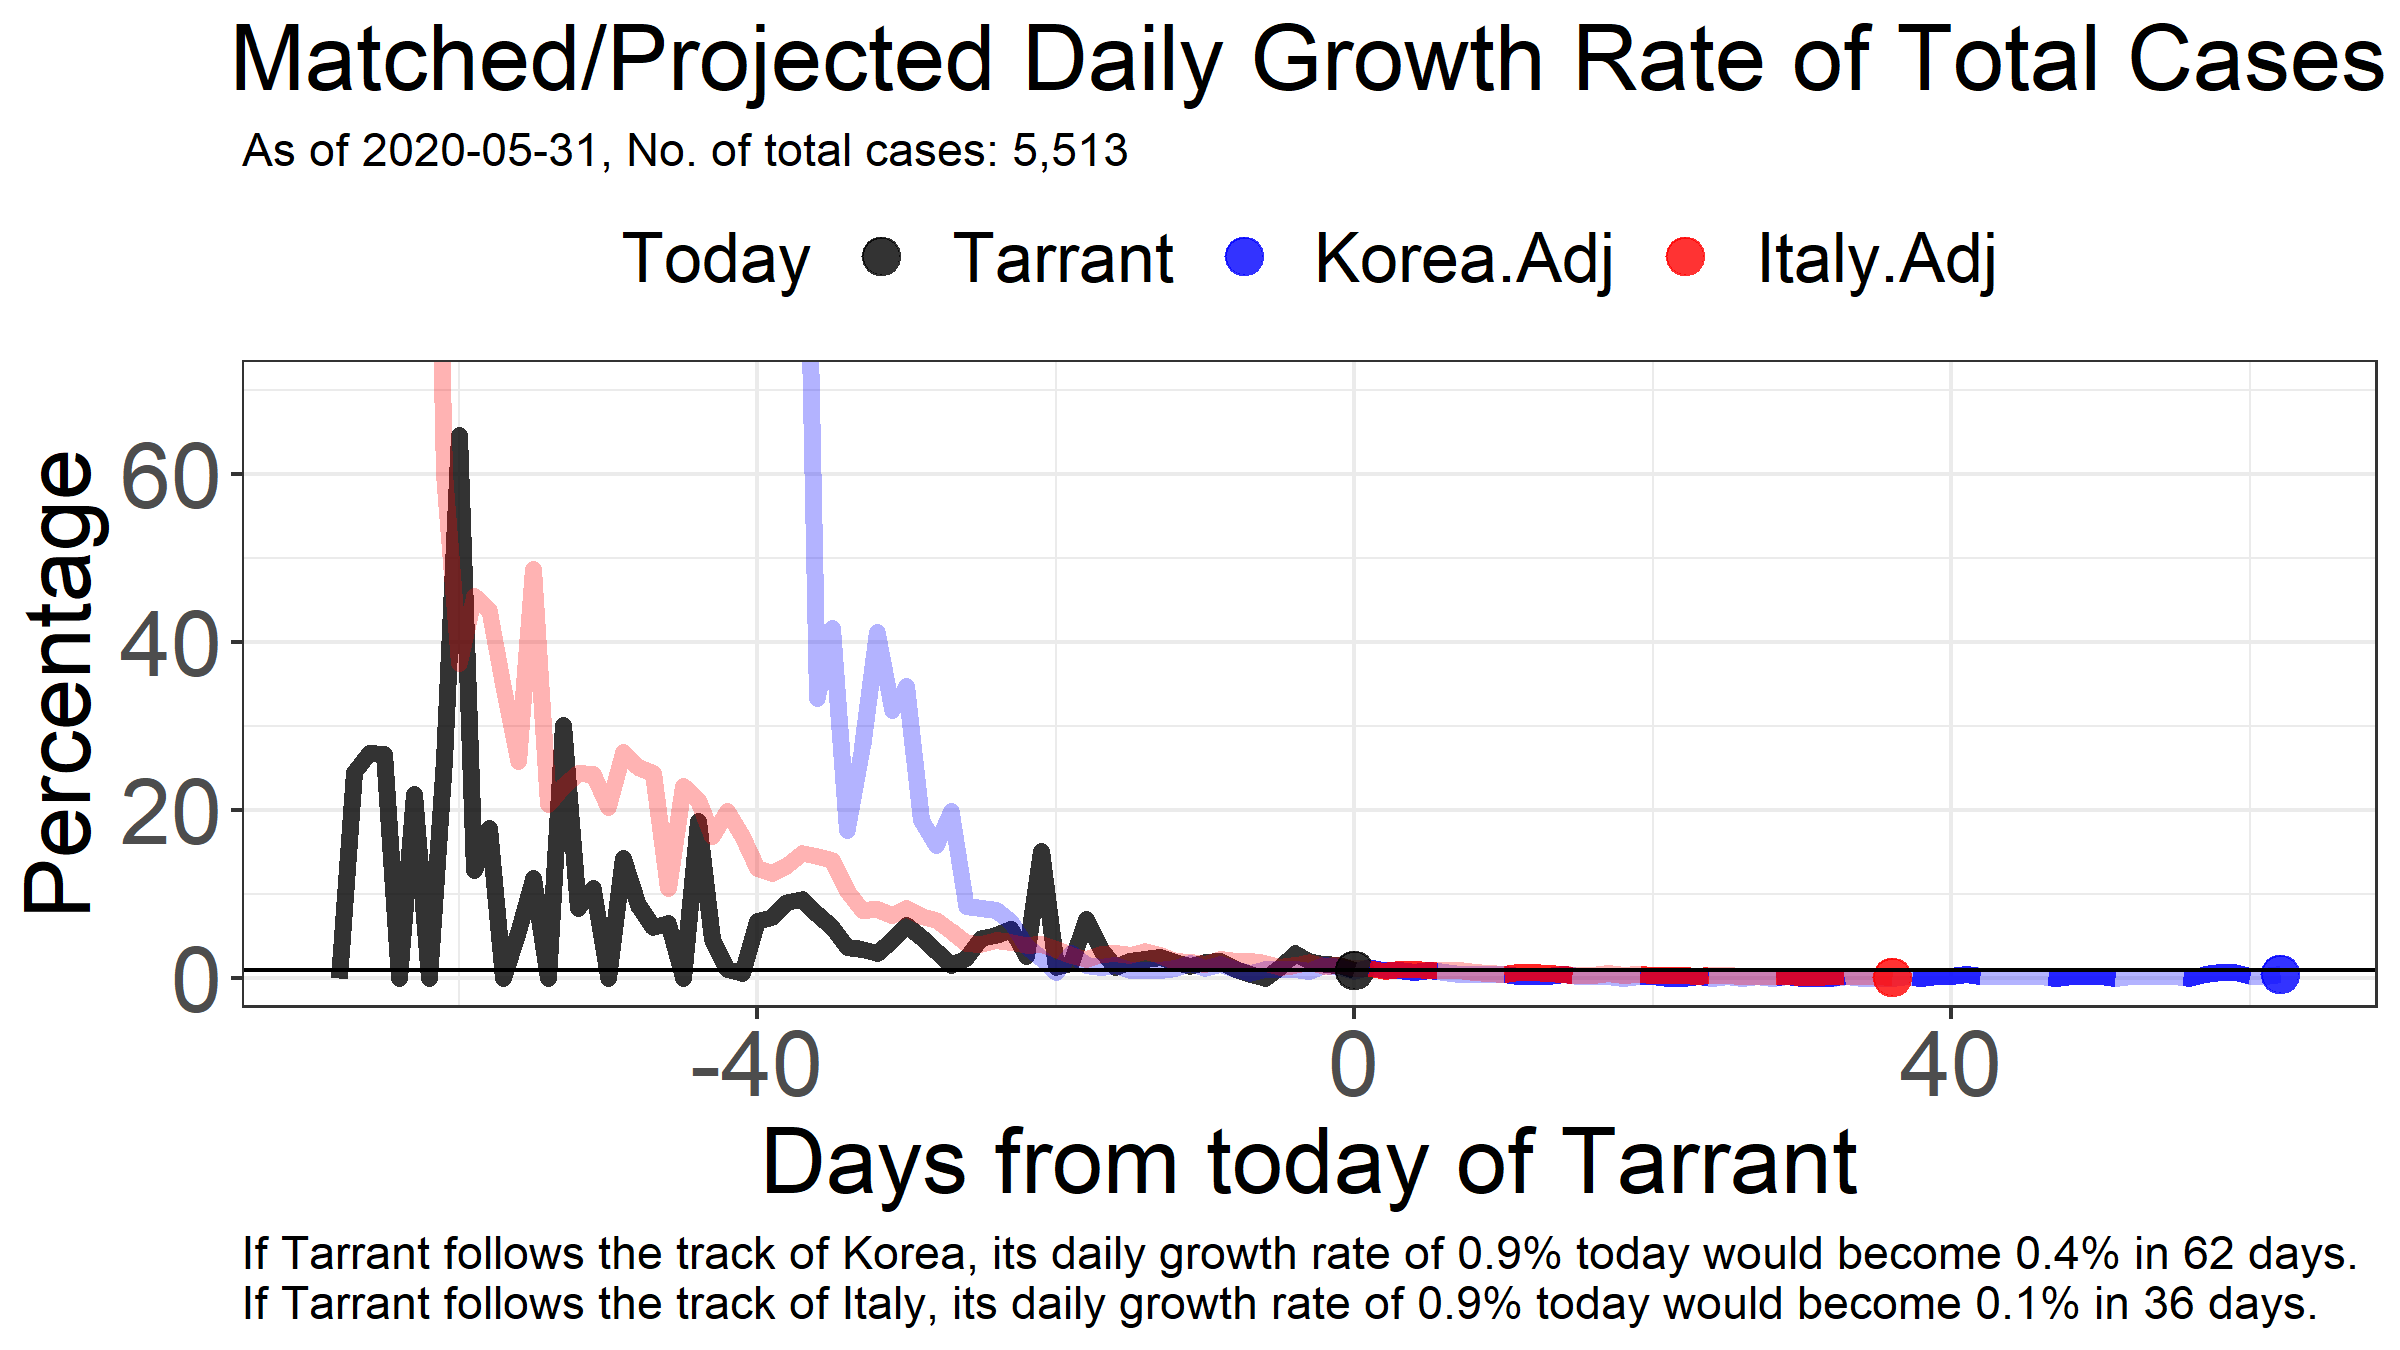 Matched/Projected Daily Growth Rate of Total Cases
As of 2020-05-31, No. of total cases: 5,513
Today Tarrant Korea.Adj Italy.Adj
Percentage
60
40
20
0
-40 0 40
Days from today of Tarrant
If Tarrant follows the track of Korea, its daily growth rate of 0.9% today would become 0.4% in 62 days.
If Tarrant follows the track of Italy, its daily growth rate of 0.9% today would become 0.1% in 36 days.